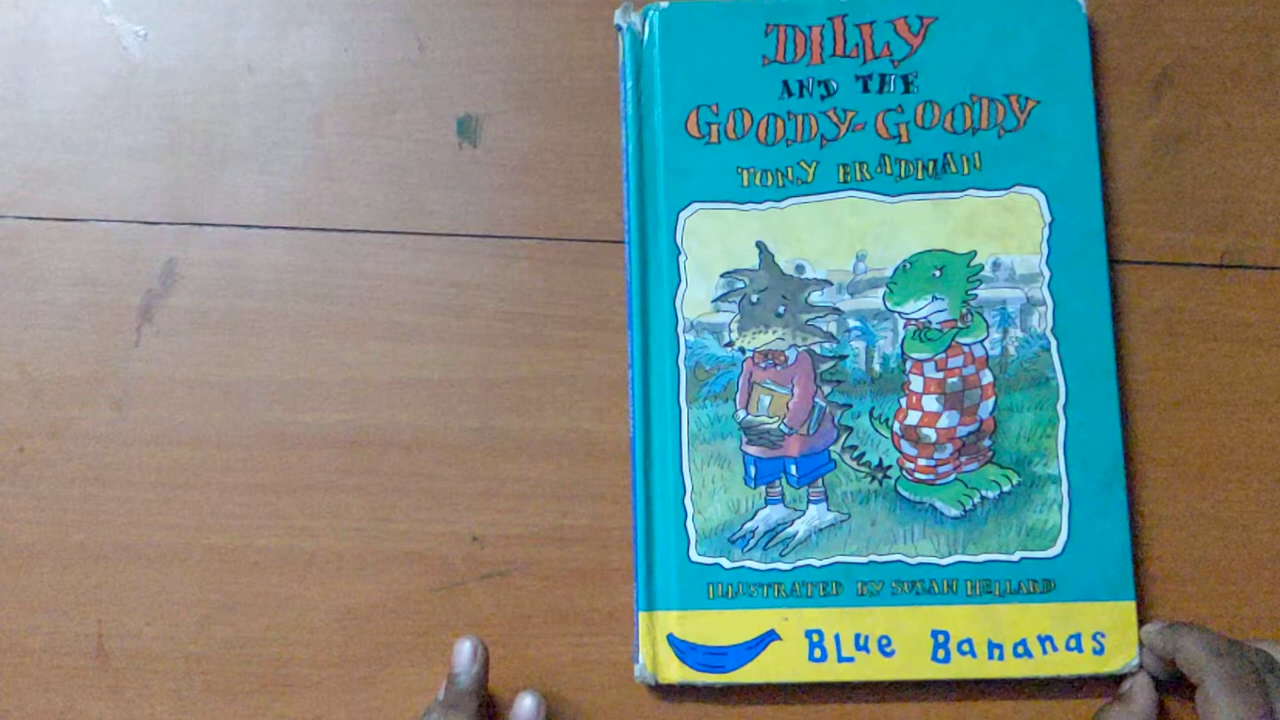 DILLY
AND THE
GOODY-GOODY
TONY BRADMAN
ILLUSTRATED BY SUSAN HELLARD
BLue Bananas